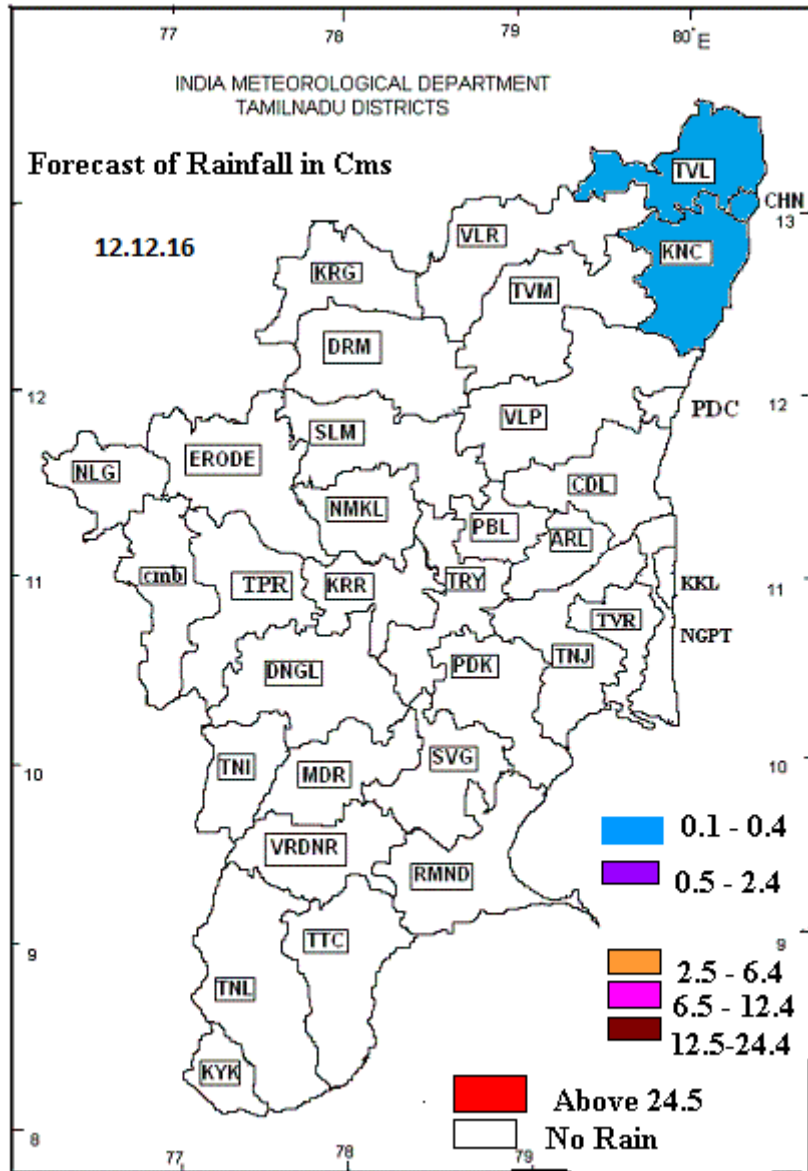 77 78 79 80°E
INDIA METEOROLOGICAL DEPARTMENT
TAMILNADU DISTRICTS
Forecast of Rainfall in Cms
TVL
CHN
13
12.12.16
VLR
KNC
KRG
TVM
DRM
12
12
PDC
VLP
SLM
ERODE
NLG
CDL
NMKL
PBL
ARL
11
cmb
TPR
KRR
TRY
KKL
11
TVR
NGPT
DNGL
PDK
TNJ
10
TNI
MDR
SVG
10
0.1 - 0.4
VRDNR
RMND
0.5 - 2.4
9
TTC
9
2.5 - 6.4
TNL
6.5 - 12.4
12.5-24.4
KYK
Above 24.5
8
No Rain
77 78 79